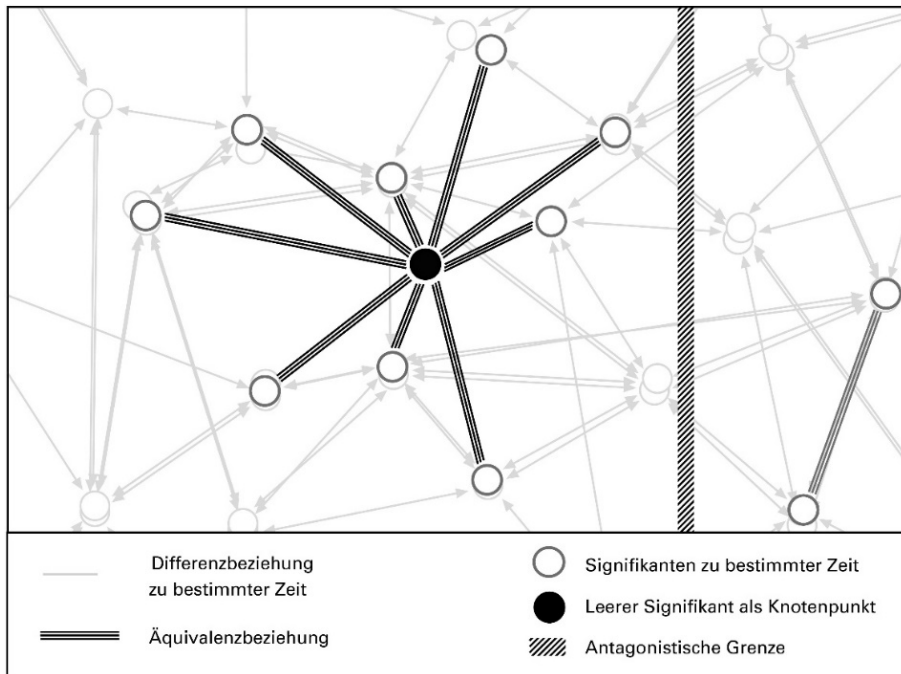 Differenzbeziehung
zu bestimmter Zeit
Äquivalenzbeziehung
Signifikanten zu bestimmter Zeit
Leerer Signifikant als Knotenpunkt
Antagonistische Grenze